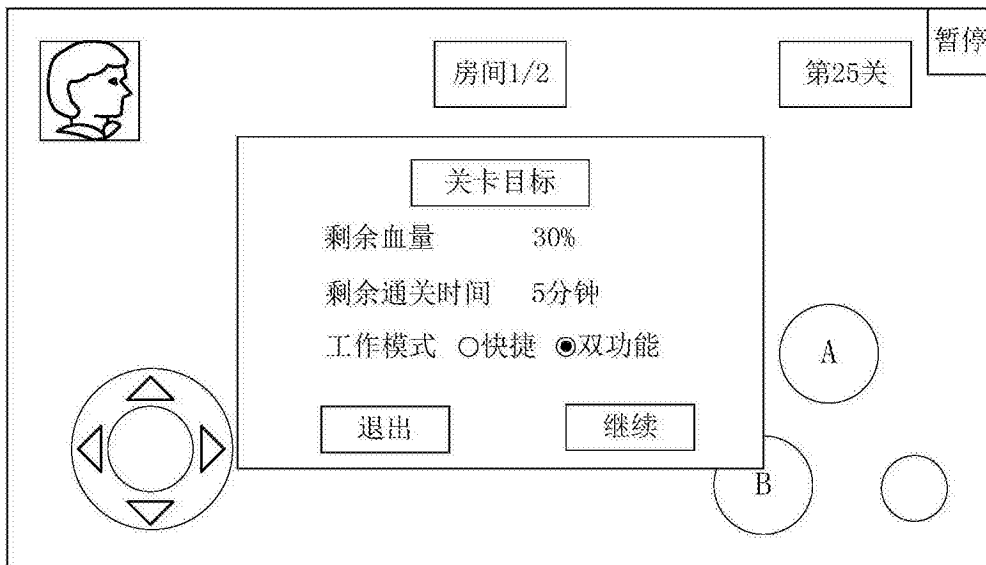 暂停
房间1/2
第25关
关卡目标
剩余血量 30%
剩余通关时间 5分钟
工作模式 快捷 双功能
A
退出 继续
B